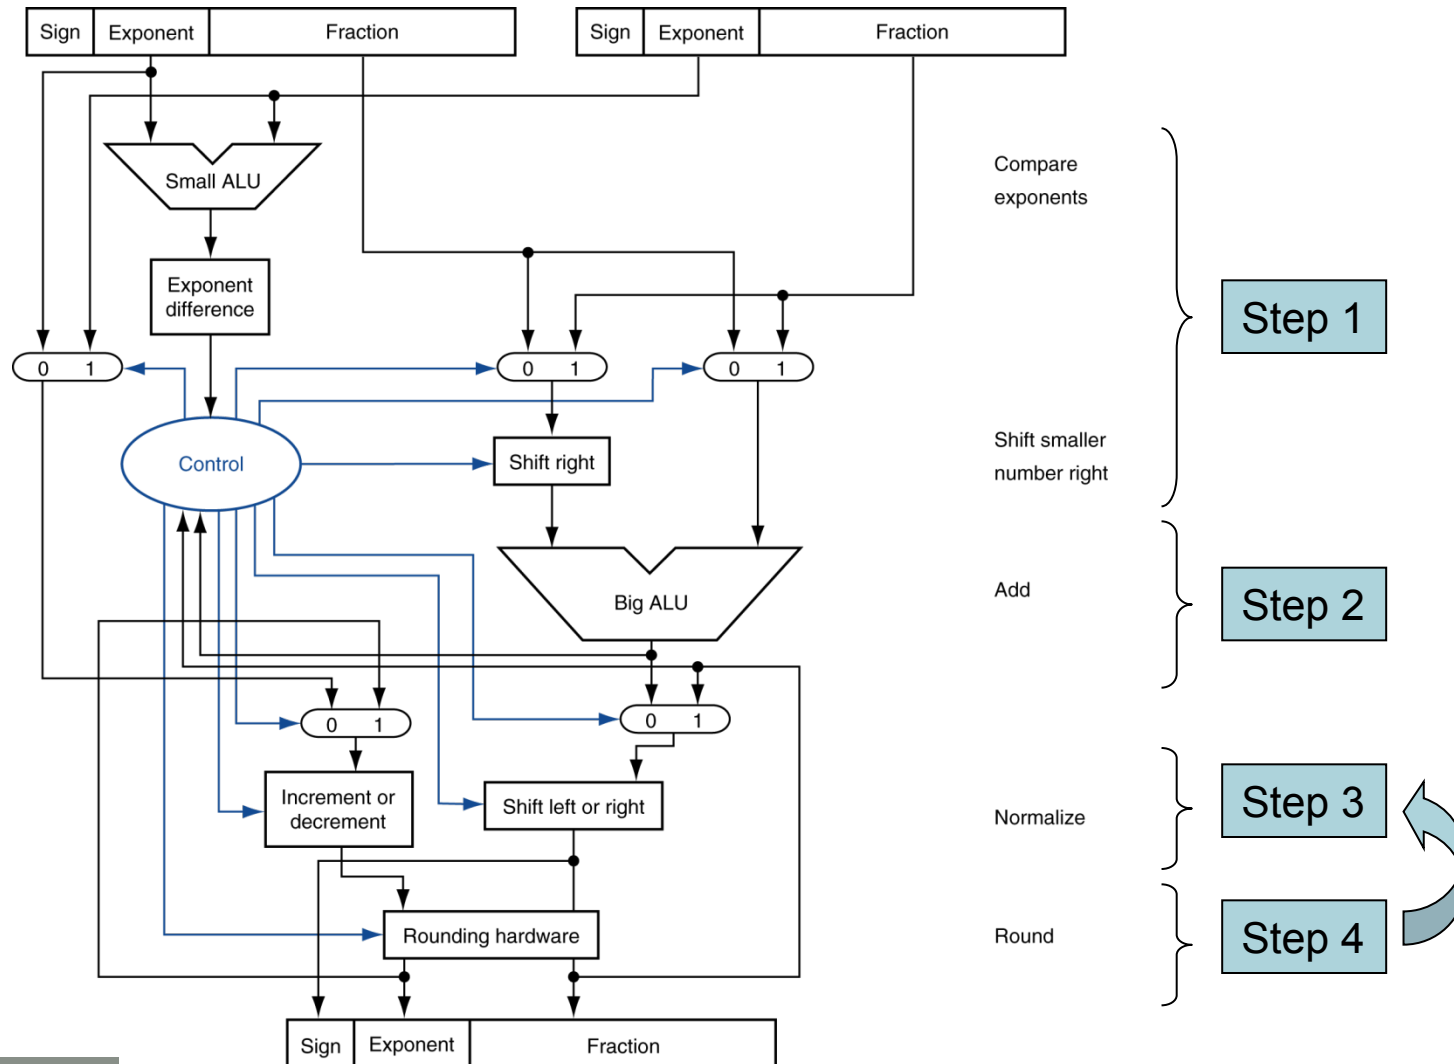 Sign Exponent Fraction
Sign Exponent Fraction
Small ALU
Compare
exponents
Exponent
difference
Step 1
0 1
0 1
0 1
Control
Shift right
Shift smaller
number right
Big ALU
Add
Step 2
0 1
0 1
Increment or
decrement
Shift left or right
Normalize
Step 3
Rounding hardware
Round
Step 4
Sign Exponent Fraction